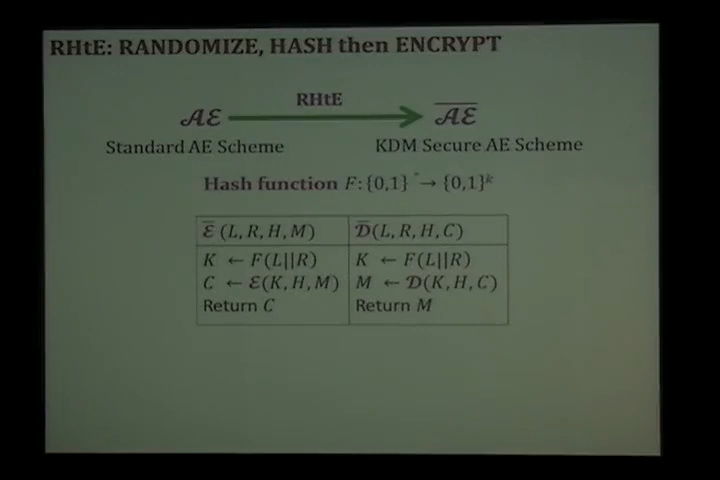 RHtE: RANDOMIZE, HASH then ENCRYPT
RHtE
𝒜ℰ
$\overline{𝒜ℰ}$
Standard AE Scheme
KDM Secure AE Scheme
Hash function F: {0,1}* → {0,1}ᵏ
ℰ̅ (L, R, H, M)
𝒟̅(L, R, H, C)
K ← F(L||R)
K ← F(L||R)
C ← ℰ(K, H, M)
M ← 𝒟(K, H, C)
Return C
Return M